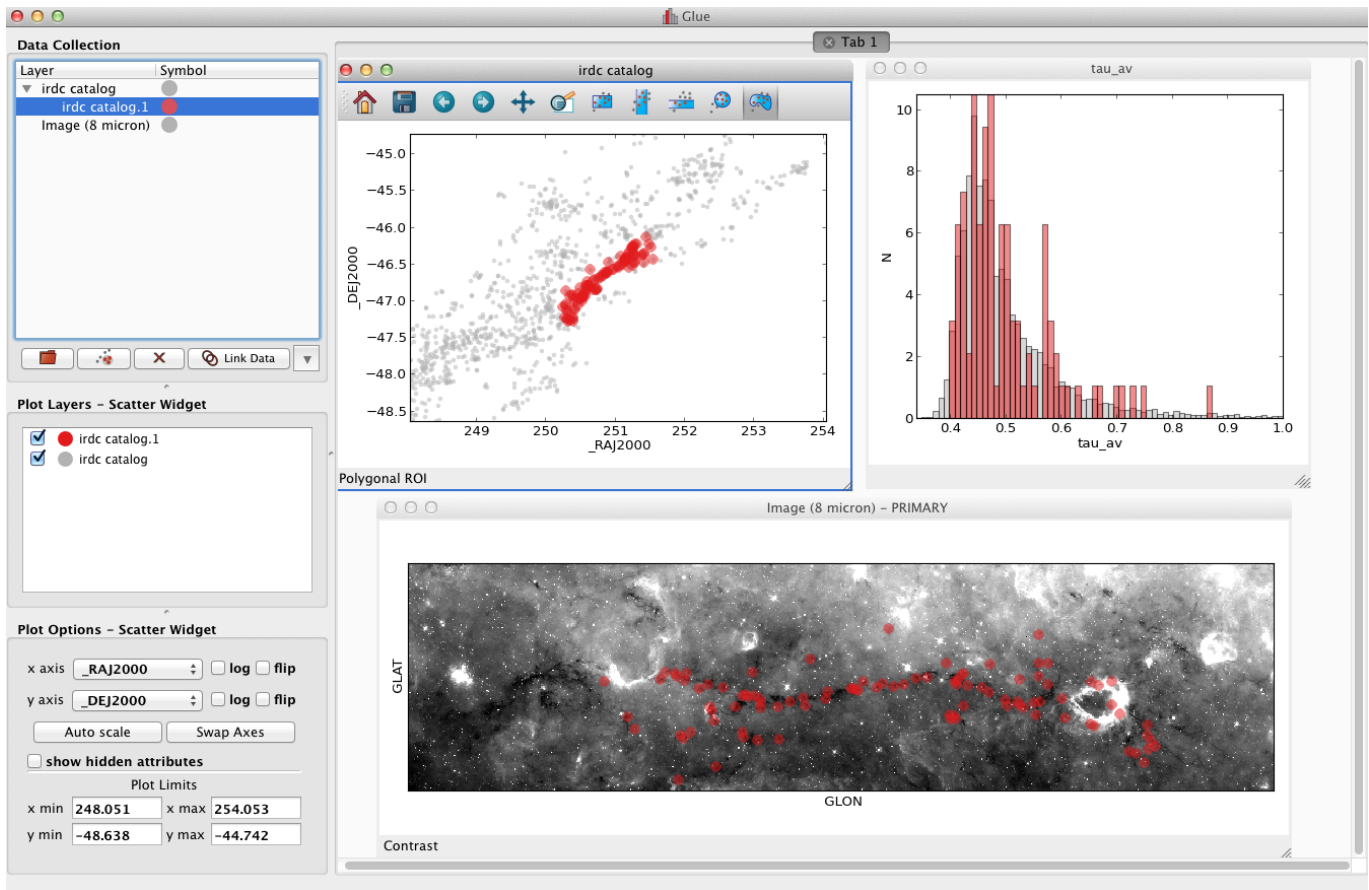 Glue
Data Collection
Layer Symbol
irdc catalog
irdc catalog.1
Image (8 micron)
Link Data
Plot Layers – Scatter Widget
irdc catalog.1
irdc catalog
Plot Options – Scatter Widget
x axis _RAJ2000 log flip
y axis _DEJ2000 log flip
Auto scale Swap Axes
show hidden attributes
Plot Limits
x min 248.051 x max 254.053
y min -48.638 y max -44.742
Tab 1
irdc catalog
_DEJ2000
−45.0
−45.5
−46.0
−46.5
−47.0
−47.5
−48.0
−48.5
249 250 251 252 253 254
_RAJ2000
Polygonal ROI
tau_av
N
10
8
6
4
2
0
0.4 0.5 0.6 0.7 0.8 0.9 1.0
tau_av
Image (8 micron) – PRIMARY
GLAT
GLON
Contrast